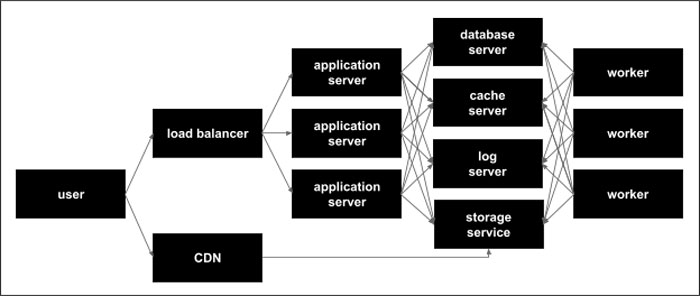 user
load balancer
CDN
application
server
application
server
application
server
database
server
cache
server
log
server
storage
service
worker
worker
worker